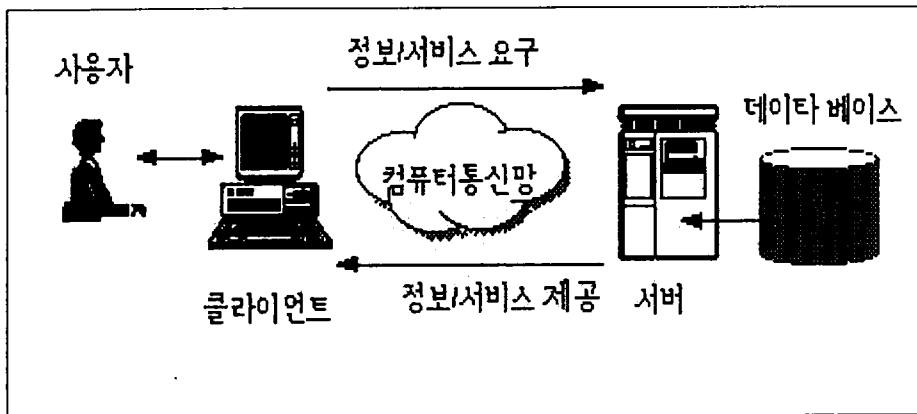 정보/서비스 요구
사용자
데이타 베이스
컴퓨터통신망
클라이언트
정보/서비스 제공
서버